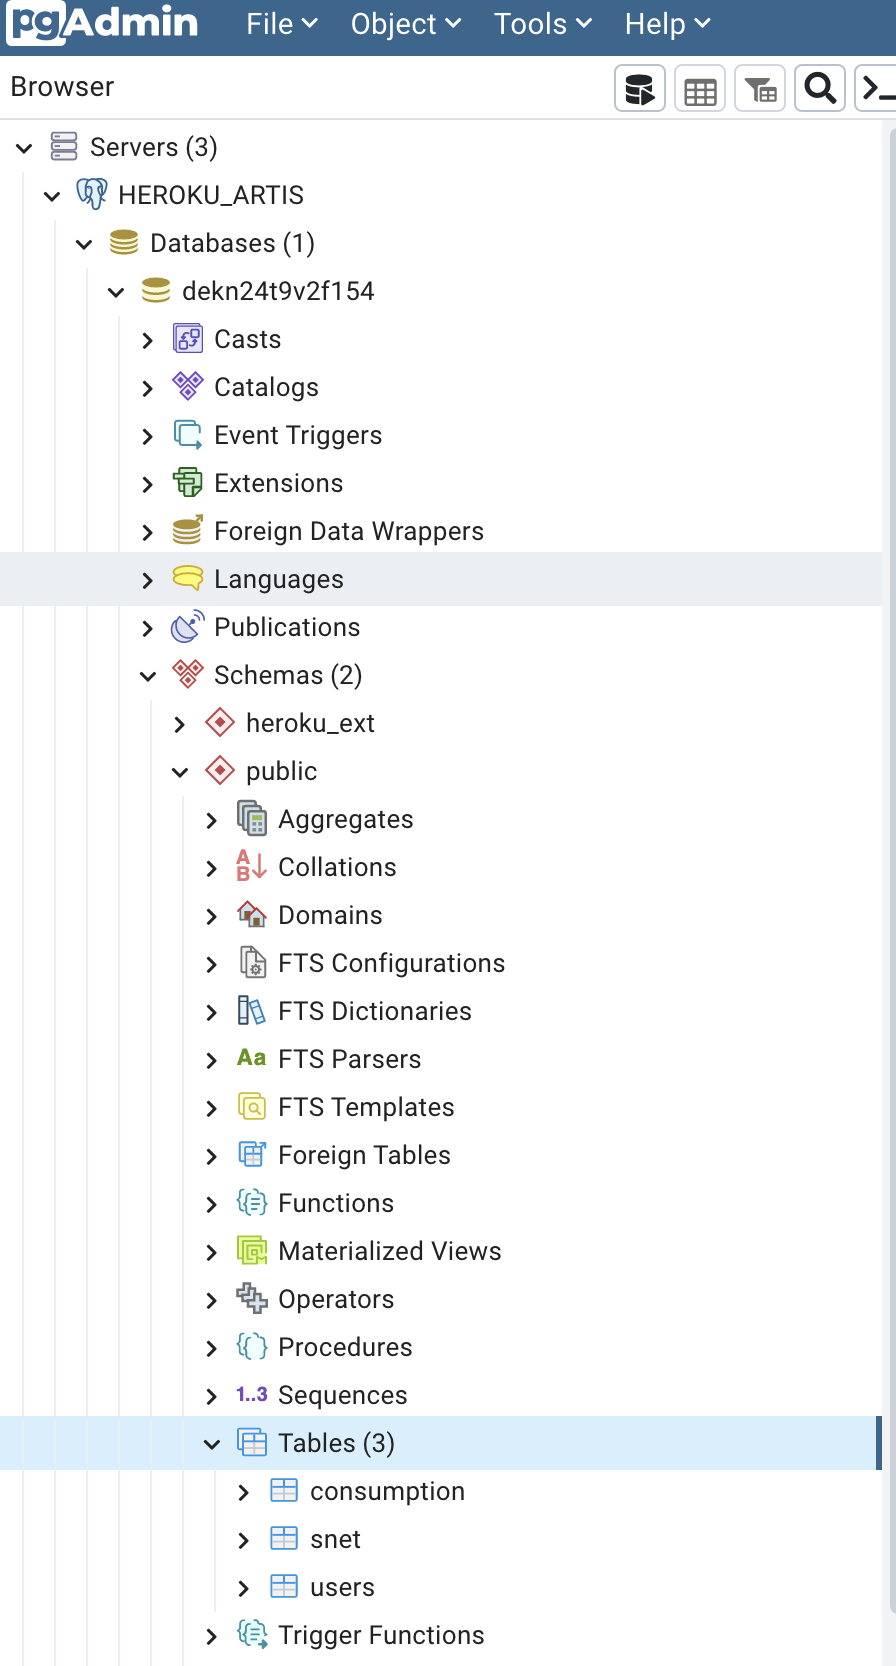 pgAdmin File Object Tools Help
Browser
Servers (3)
HEROKU_ARTIS
Databases (1)
dekn24t9v2f154
Casts
Catalogs
Event Triggers
Extensions
Foreign Data Wrappers
Languages
Publications
Schemas (2)
heroku_ext
public
Aggregates
AB Collations
Domains
FTS Configurations
FTS Dictionaries
Aa FTS Parsers
FTS Templates
Foreign Tables
Functions
Materialized Views
Operators
Procedures
1..3 Sequences
Tables (3)
consumption
snet
users
Trigger Functions